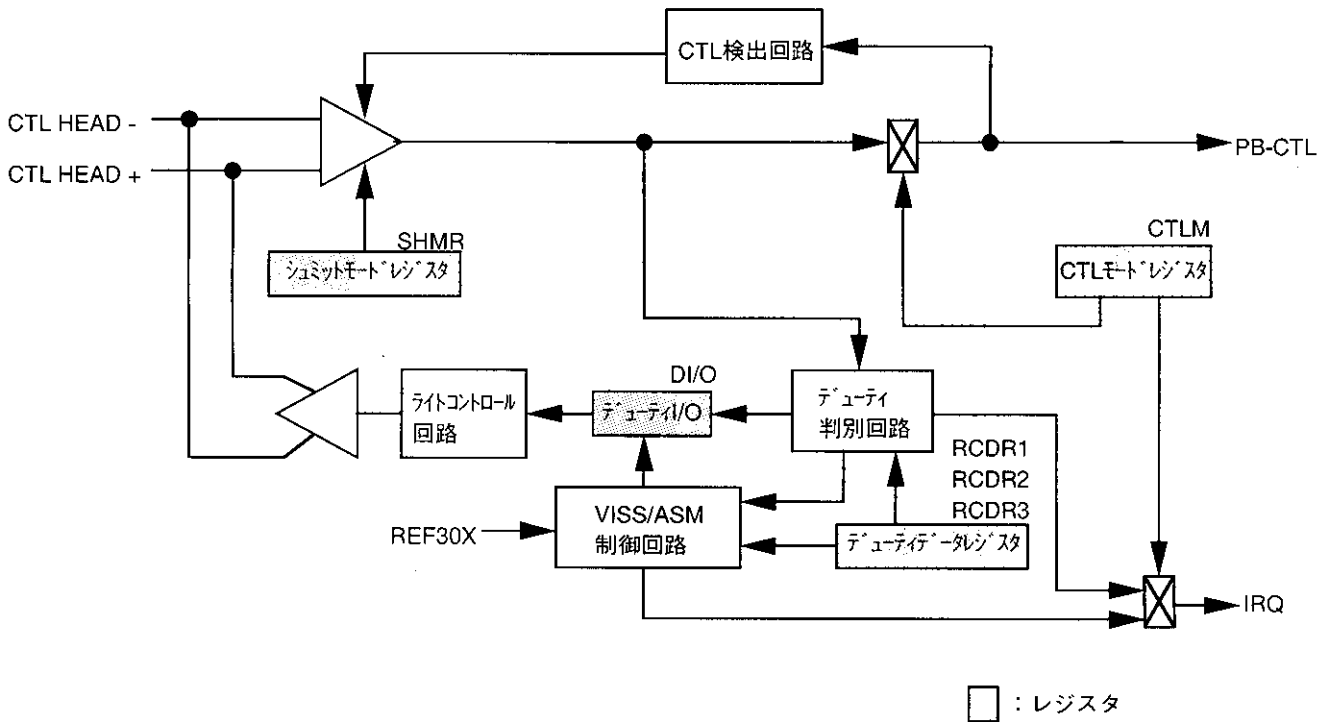 CTL検出回路
CTL HEAD -
CTL HEAD +
PB-CTL
SHMR
シュミットモードレジスタ
CTLM
CTLモードレジスタ
ライトコントロール
回路
DI/O
デューティI/O
デューティ
判別回路
RCDR1
RCDR2
RCDR3
デューティデータレジスタ
REF30X
VISS/ASM
制御回路
IRQ
：レジスタ